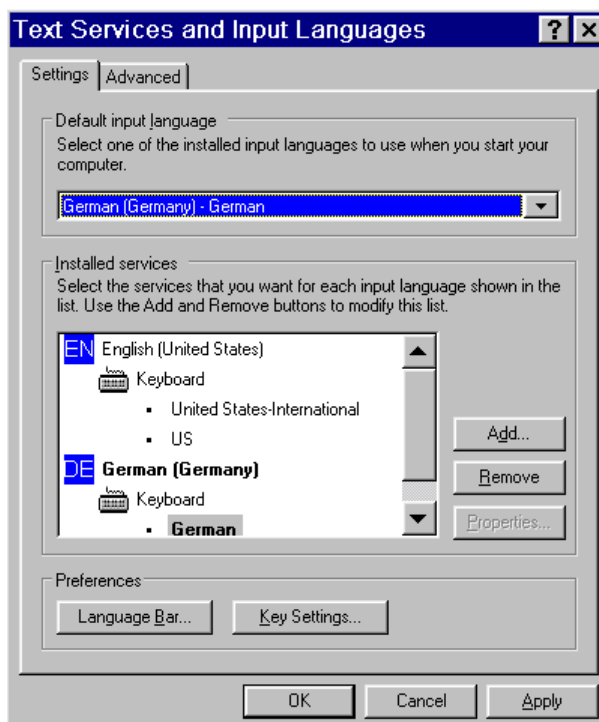 Text Services and Input Languages
Settings
Advanced
Default input language
Select one of the installed input languages to use when you start your
computer.
German (Germany) - German
Installed services
Select the services that you want for each input language shown in the
list. Use the Add and Remove buttons to modify this list.
EN English (United States)
Keyboard
• United States-International
• US
DE German (Germany)
Keyboard
• German
Add...
Remove
Properties...
Preferences
Language Bar...
Key Settings...
OK
Cancel
Apply